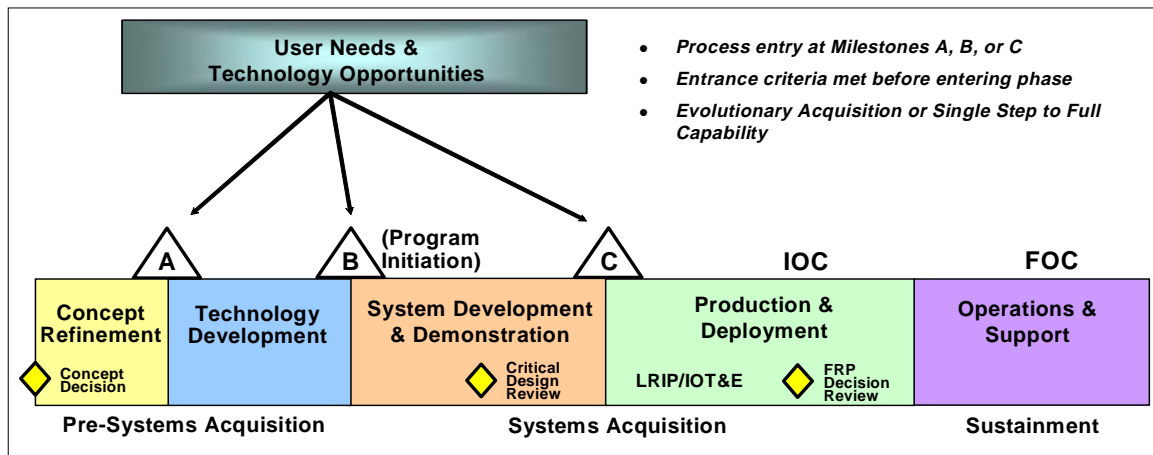 User Needs &
Technology Opportunities
• Process entry at Milestones A, B, or C
• Entrance criteria met before entering phase
• Evolutionary Acquisition or Single Step to Full
Capability
A
B
(Program
Initiation)
C
IOC
FOC
Concept
Refinement
Technology
Development
System Development
& Demonstration
Production &
Deployment
Operations &
Support
Concept
Decision
Critical
Design
Review
LRIP/IOT&E
FRP
Decision
Review
Pre-Systems Acquisition
Systems Acquisition
Sustainment